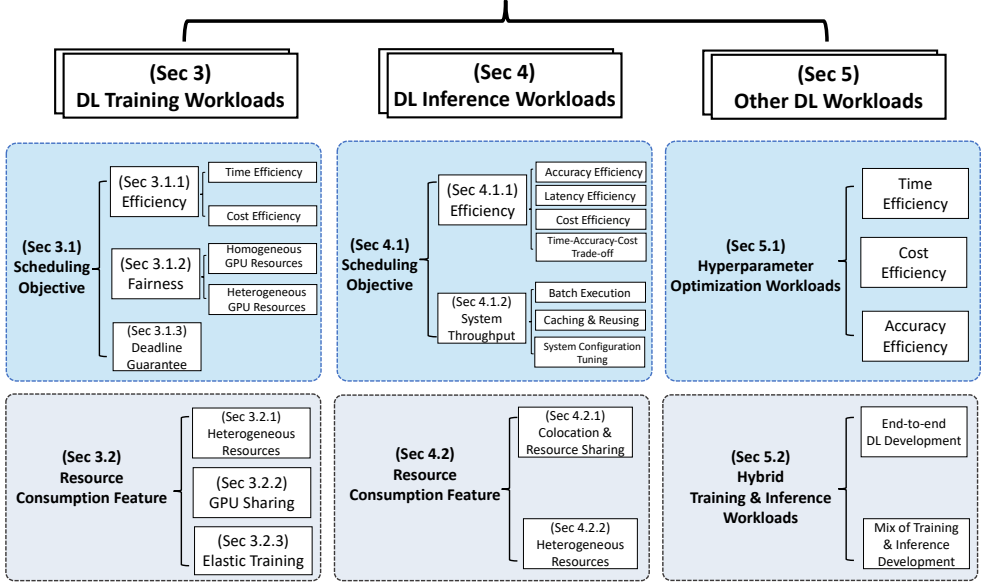 (Sec 3)
DL Training Workloads
(Sec 4)
DL Inference Workloads
(Sec 5)
Other DL Workloads
(Sec 3.1)
Scheduling
Objective
(Sec 3.1.1)
Efficiency
Time Efficiency
Cost Efficiency
(Sec 3.1.2)
Fairness
Homogeneous
GPU Resources
Heterogeneous
GPU Resources
(Sec 3.1.3)
Deadline
Guarantee
(Sec 4.1)
Scheduling
Objective
(Sec 4.1.1)
Efficiency
Accuracy Efficiency
Latency Efficiency
Cost Efficiency
Time-Accuracy-Cost
Trade-off
(Sec 4.1.2)
System
Throughput
Batch Execution
Caching & Reusing
System Configuration
Tuning
(Sec 5.1)
Hyperparameter
Optimization Workloads
Time
Efficiency
Cost
Efficiency
Accuracy
Efficiency
(Sec 3.2)
Resource
Consumption Feature
(Sec 3.2.1)
Heterogeneous
Resources
(Sec 3.2.2)
GPU Sharing
(Sec 3.2.3)
Elastic Training
(Sec 4.2)
Resource
Consumption Feature
(Sec 4.2.1)
Colocation &
Resource Sharing
(Sec 4.2.2)
Heterogeneous
Resources
(Sec 5.2)
Hybrid
Training & Inference
Workloads
End-to-end
DL Development
Mix of Training
& Inference
Development